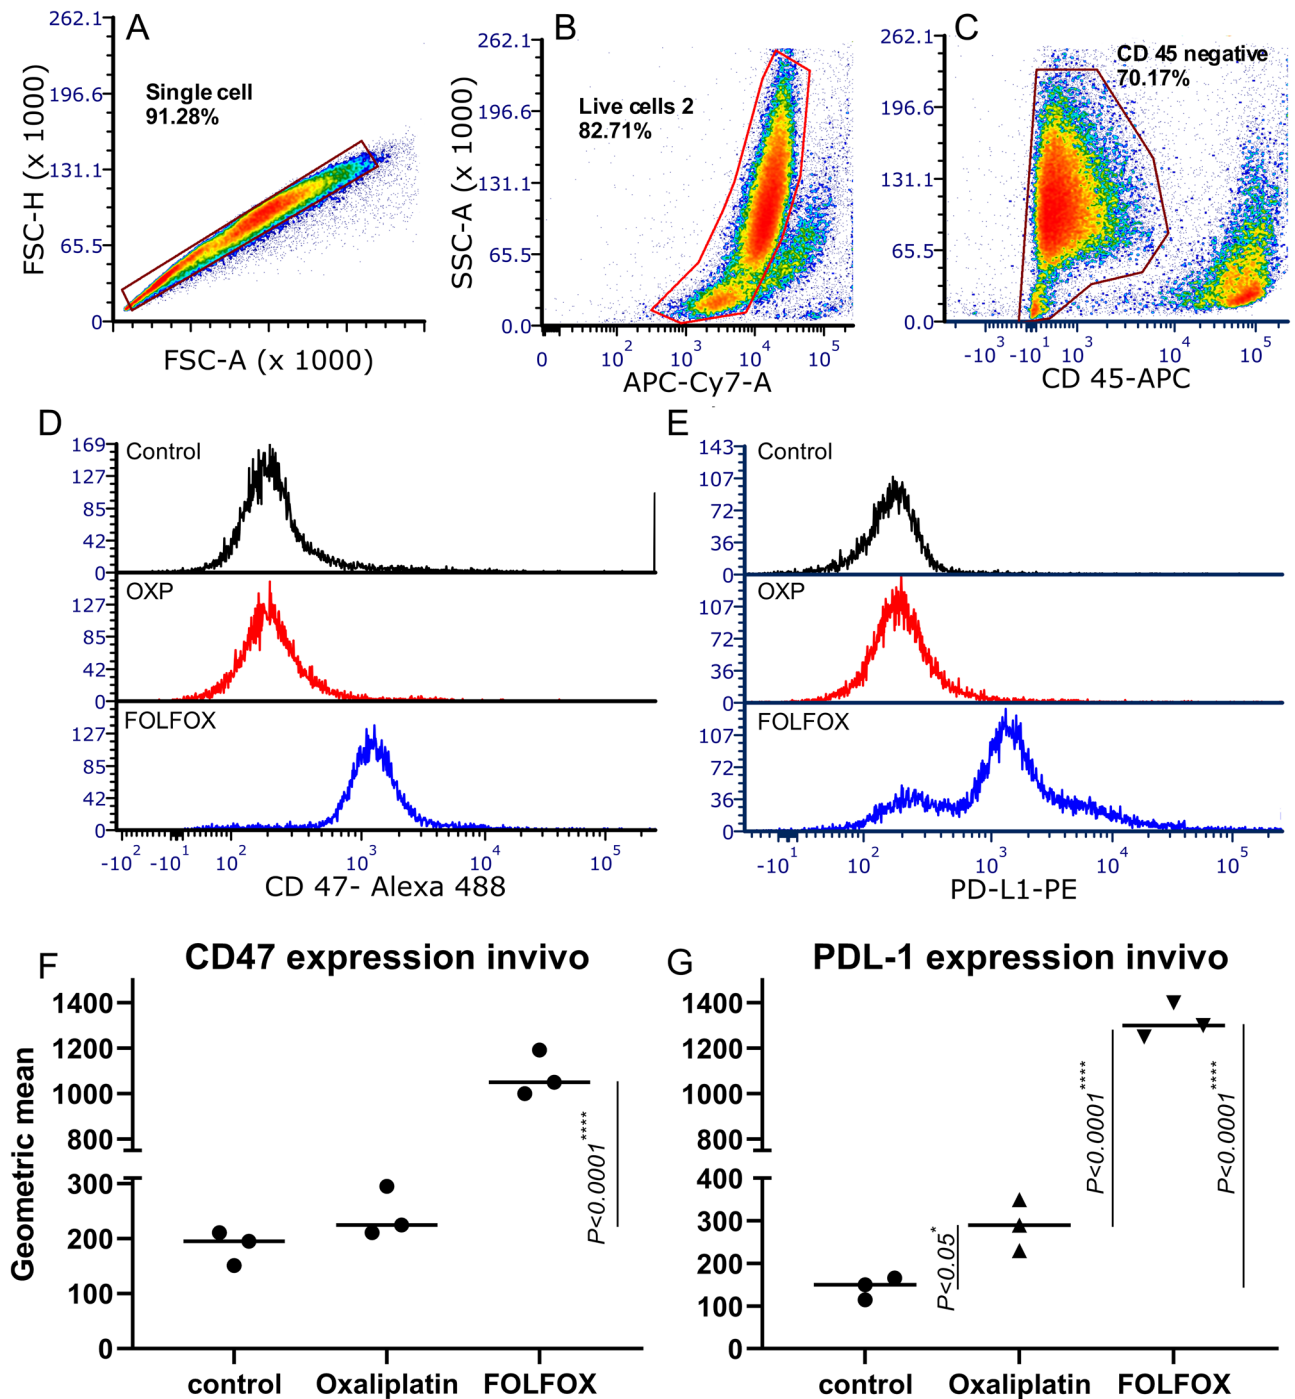 A
262.1
196.6
131.1
65.5
0
FSC-H (x 1000)
Single cell
91.28%
FSC-A (x 1000)
B
262.1
196.6
131.1
65.5
0.0
SSC-A (x 1000)
Live cells 2
82.71%
0 10² 10³ 10⁴ 10⁵
APC-Cy7-A
C
262.1
196.6
131.1
65.5
0.0
CD 45 negative
70.17%
-10³ -10¹ 10³ 10⁴ 10⁵
CD 45-APC
D
169
127
85
42
0
Control
127
85
42
0
OXP
127
85
42
0
FOLFOX
-10² -10¹ 10² 10³ 10⁴ 10⁵
CD 47- Alexa 488
E
143
107
72
36
0
Control
107
72
36
0
OXP
107
72
36
0
FOLFOX
-10¹ 10² 10³ 10⁴ 10⁵
PD-L1-PE
F
CD47 expression invivo
Geometric mean
1400
1200
1000
800
300
200
100
0
P<0.0001****
control Oxaliplatin FOLFOX
G
PDL-1 expression invivo
1400
1200
1000
800
400
300
200
100
0
P<0.05*
P<0.0001****
P<0.0001****
control Oxaliplatin FOLFOX